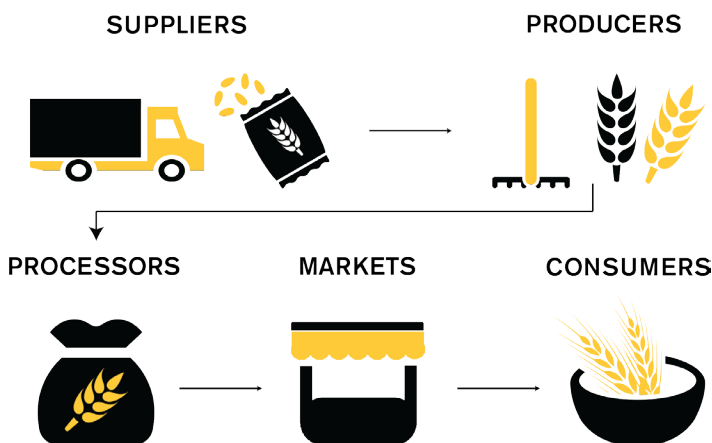 SUPPLIERS
PRODUCERS
PROCESSORS
MARKETS
CONSUMERS